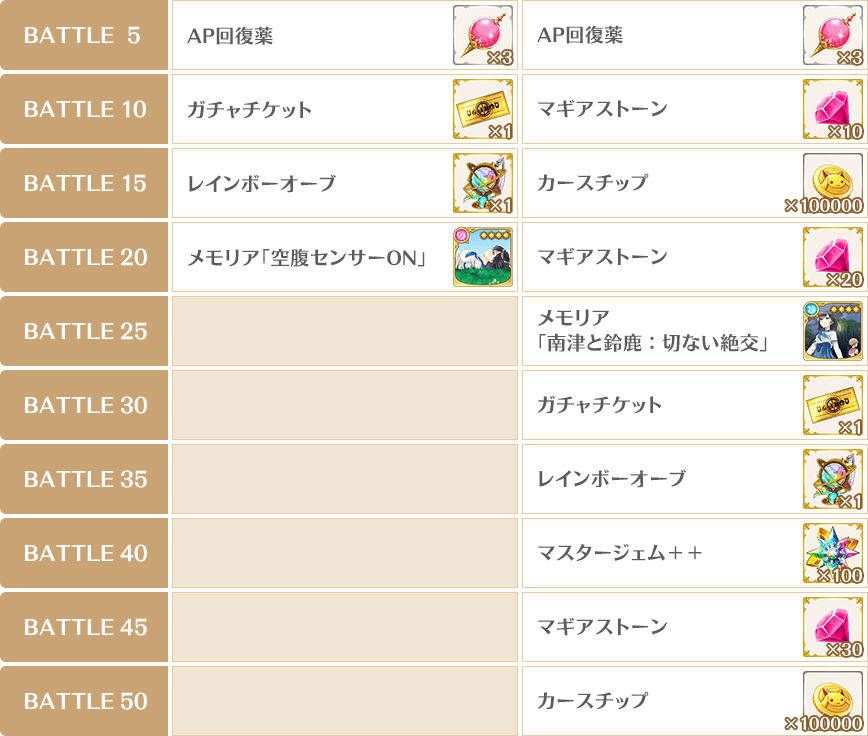 BATTLE 5
AP回復薬
×3
AP回復薬
×3
BATTLE 10
ガチャチケット
×1
マギアストーン
×10
BATTLE 15
レインボーオーブ
×1
カースチップ
×100000
BATTLE 20
メモリア「空腹センサーON」
マギアストーン
×20
BATTLE 25
メモリア
「南津と鈴鹿：切ない絶交」
BATTLE 30
ガチャチケット
×1
BATTLE 35
レインボーオーブ
×1
BATTLE 40
マスタージェム＋＋
×100
BATTLE 45
マギアストーン
×30
BATTLE 50
カースチップ
×100000